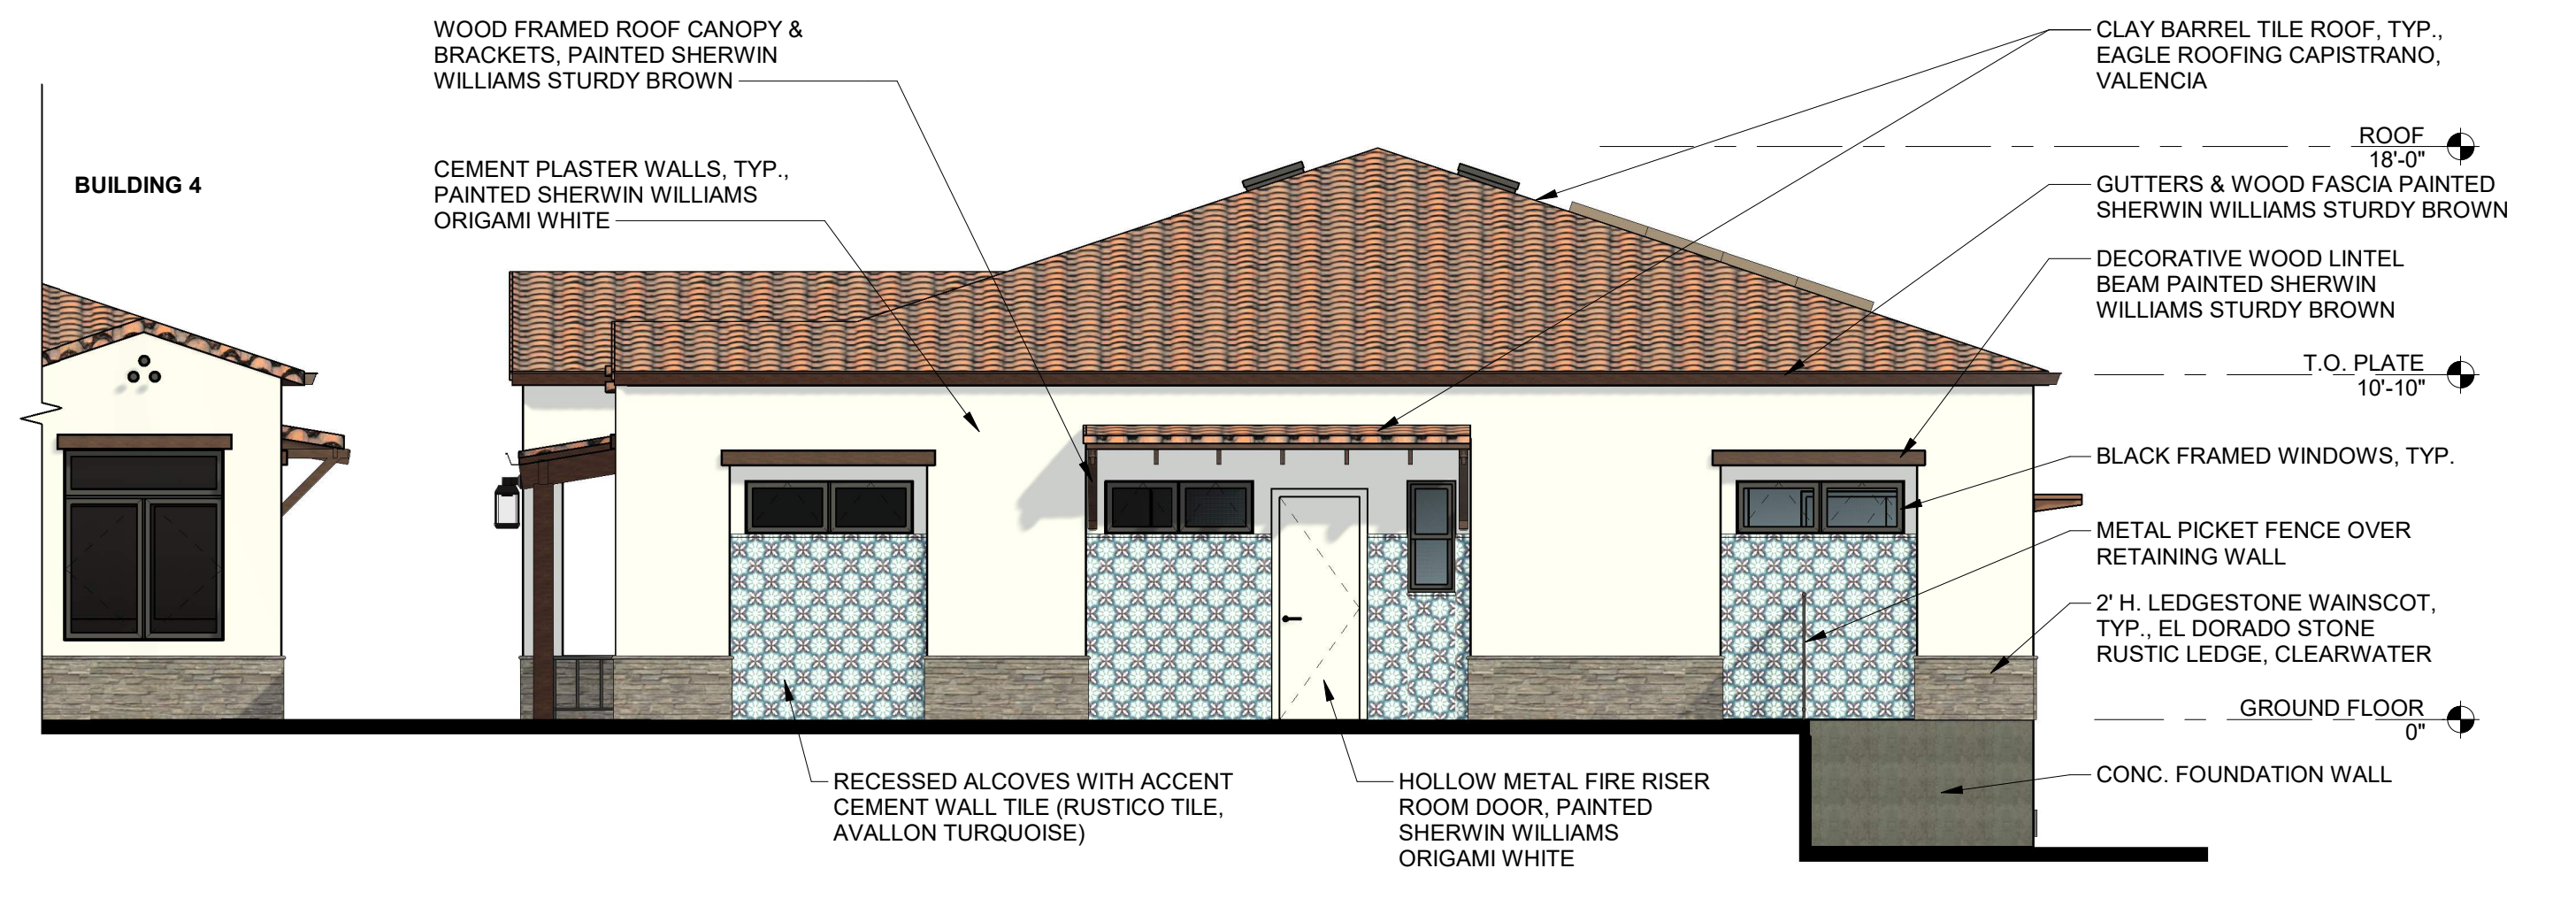 WOOD FRAMED ROOF CANOPY &
BRACKETS, PAINTED SHERWIN
WILLIAMS STURDY BROWN
CEMENT PLASTER WALLS, TYP.,
PAINTED SHERWIN WILLIAMS
ORIGAMI WHITE
BUILDING 4
CLAY BARREL TILE ROOF, TYP.,
EAGLE ROOFING CAPISTRANO,
VALENCIA
ROOF
18'-0"
GUTTERS & WOOD FASCIA PAINTED
SHERWIN WILLIAMS STURDY BROWN
DECORATIVE WOOD LINTEL
BEAM PAINTED SHERWIN
WILLIAMS STURDY BROWN
T.O. PLATE
10'-10"
BLACK FRAMED WINDOWS, TYP.
METAL PICKET FENCE OVER
RETAINING WALL
2' H. LEDGESTONE WAINSCOT,
TYP., EL DORADO STONE
RUSTIC LEDGE, CLEARWATER
GROUND FLOOR
0"
CONC. FOUNDATION WALL
RECESSED ALCOVES WITH ACCENT
CEMENT WALL TILE (RUSTICO TILE,
AVALLON TURQUOISE)
HOLLOW METAL FIRE RISER
ROOM DOOR, PAINTED
SHERWIN WILLIAMS
ORIGAMI WHITE